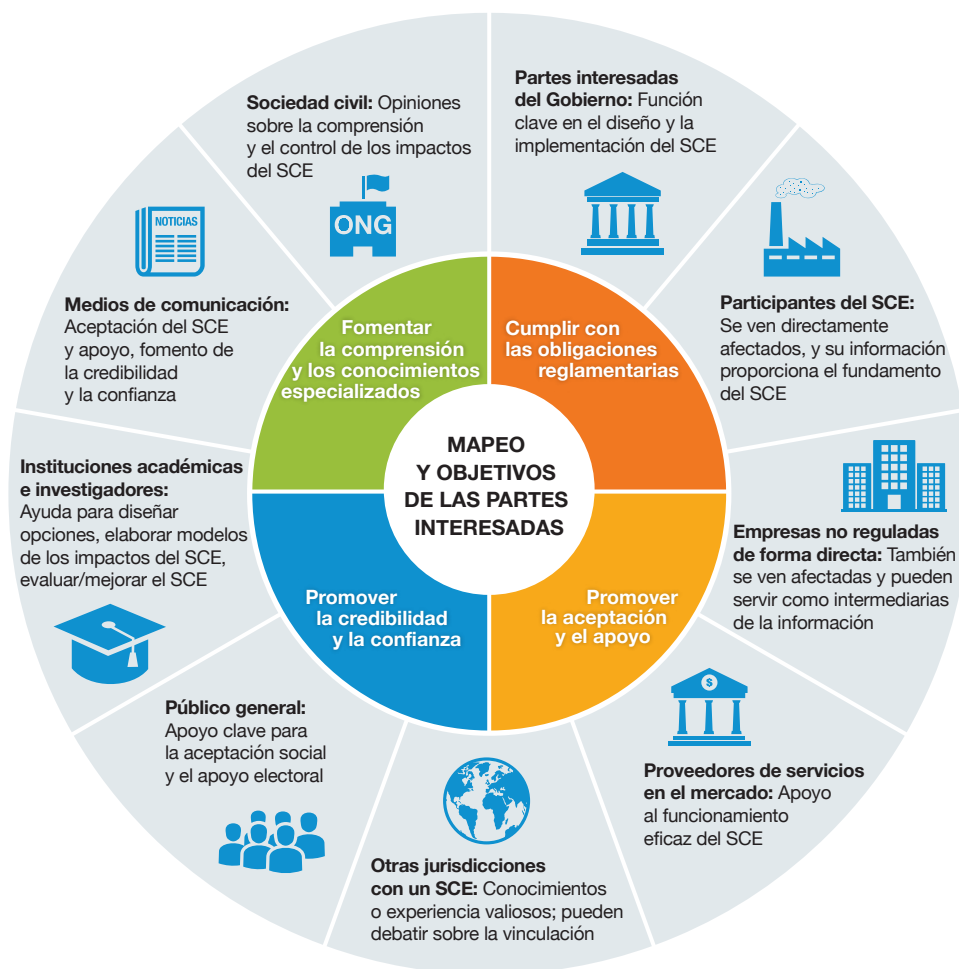 Sociedad civil: Opiniones
sobre la comprensión
y el control de los impactos
del SCE
ONG
Partes interesadas
del Gobierno: Función
clave en el diseño y la
implementación del SCE
Participantes del SCE:
Se ven directamente
afectados, y su información
proporciona el fundamento
del SCE
Empresas no reguladas
de forma directa: También
se ven afectadas y pueden
servir como intermediarias
de la información
$
Proveedores de servicios
en el mercado: Apoyo
al funcionamiento
eficaz del SCE
Otras jurisdicciones
con un SCE: Conocimientos
o experiencia valiosos; pueden
debatir sobre la vinculación
Público general:
Apoyo clave para
la aceptación social
y el apoyo electoral
Instituciones académicas
e investigadores:
Ayuda para diseñar
opciones, elaborar modelos
de los impactos del SCE,
evaluar/mejorar el SCE
NOTICIAS
Medios de comunicación:
Aceptación del SCE
y apoyo, fomento de
la credibilidad
y la confianza
Fomentar
la comprensión
y los conocimientos
especializados
Cumplir con
las obligaciones
reglamentarias
MAPEO
Y OBJETIVOS
DE LAS PARTES
INTERESADAS
Promover
la credibilidad
y la confianza
Promover
la aceptación
y el apoyo